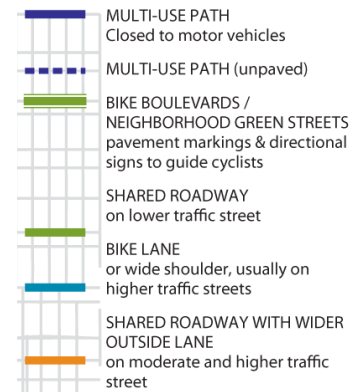 MULTI-USE PATH
Closed to motor vehicles
MULTI-USE PATH (unpaved)
BIKE BOULEVARDS /
NEIGHBORHOOD GREEN STREETS
pavement markings & directional
signs to guide cyclists
SHARED ROADWAY
on lower traffic street
BIKE LANE
or wide shoulder, usually on
higher traffic streets
SHARED ROADWAY WITH WIDER
OUTSIDE LANE
on moderate and higher traffic
street